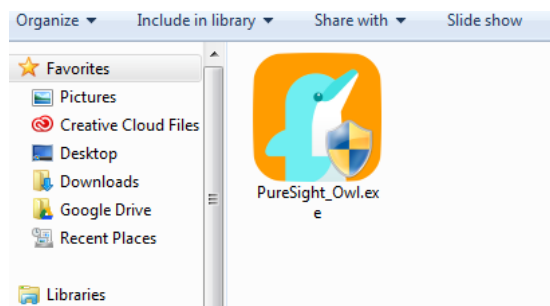 Organize Include in library Share with Slide show
Favorites
Pictures
Creative Cloud Files
Desktop
Downloads
Google Drive
Recent Places
Libraries
PureSight_Owl.ex
e